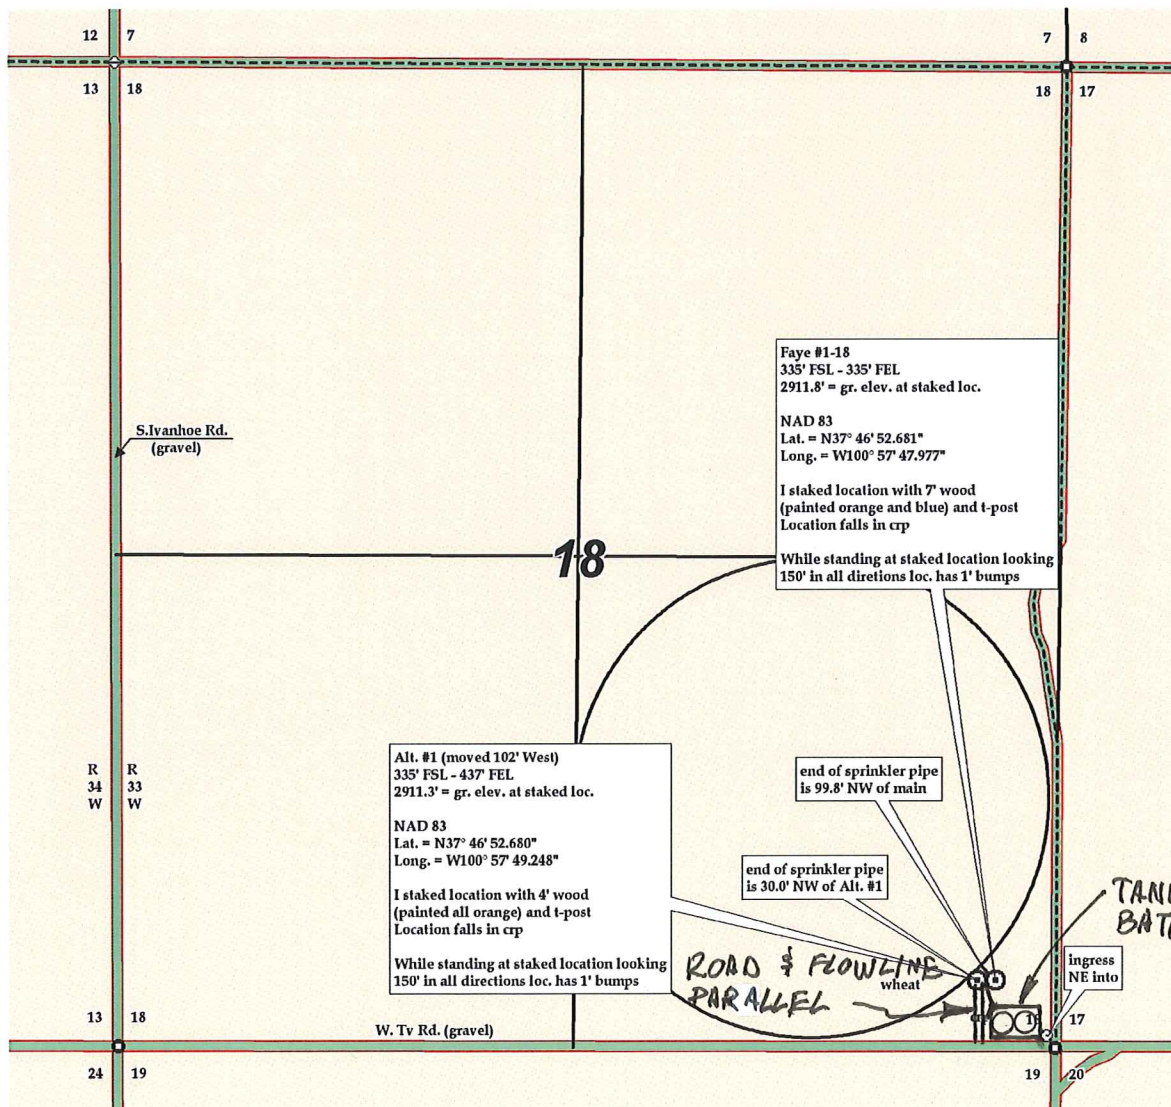 12 7
7 8
13 18
18 17
Faye #1-18
335' FSL - 335' FEL
2911.8' = gr. elev. at staked loc.
NAD 83
Lat. = N37° 46' 52.681"
Long. = W100° 57' 47.977"
I staked location with 7' wood
(painted orange and blue) and t-post
Location falls in crp
While standing at staked location looking
150' in all diretions loc. has 1' bumps
S.Ivanhoe Rd.
(gravel)
18
Alt. #1 (moved 102' West)
335' FSL - 437' FEL
2911.3' = gr. elev. at staked loc.
NAD 83
Lat. = N37° 46' 52.680"
Long. = W100° 57' 49.248"
I staked location with 4' wood
(painted all orange) and t-post
Location falls in crp
While standing at staked location looking
150' in all directions loc. has 1' bumps
R R
34 33
W W
end of sprinkler pipe
is 99.8' NW of main
end of sprinkler pipe
is 30.0' NW of Alt. #1
ROAD & FLOWLINE
PARALLEL
wheat
ingress
NE into
W. Tv Rd. (gravel)
13 18
18 17
24 19
19 20